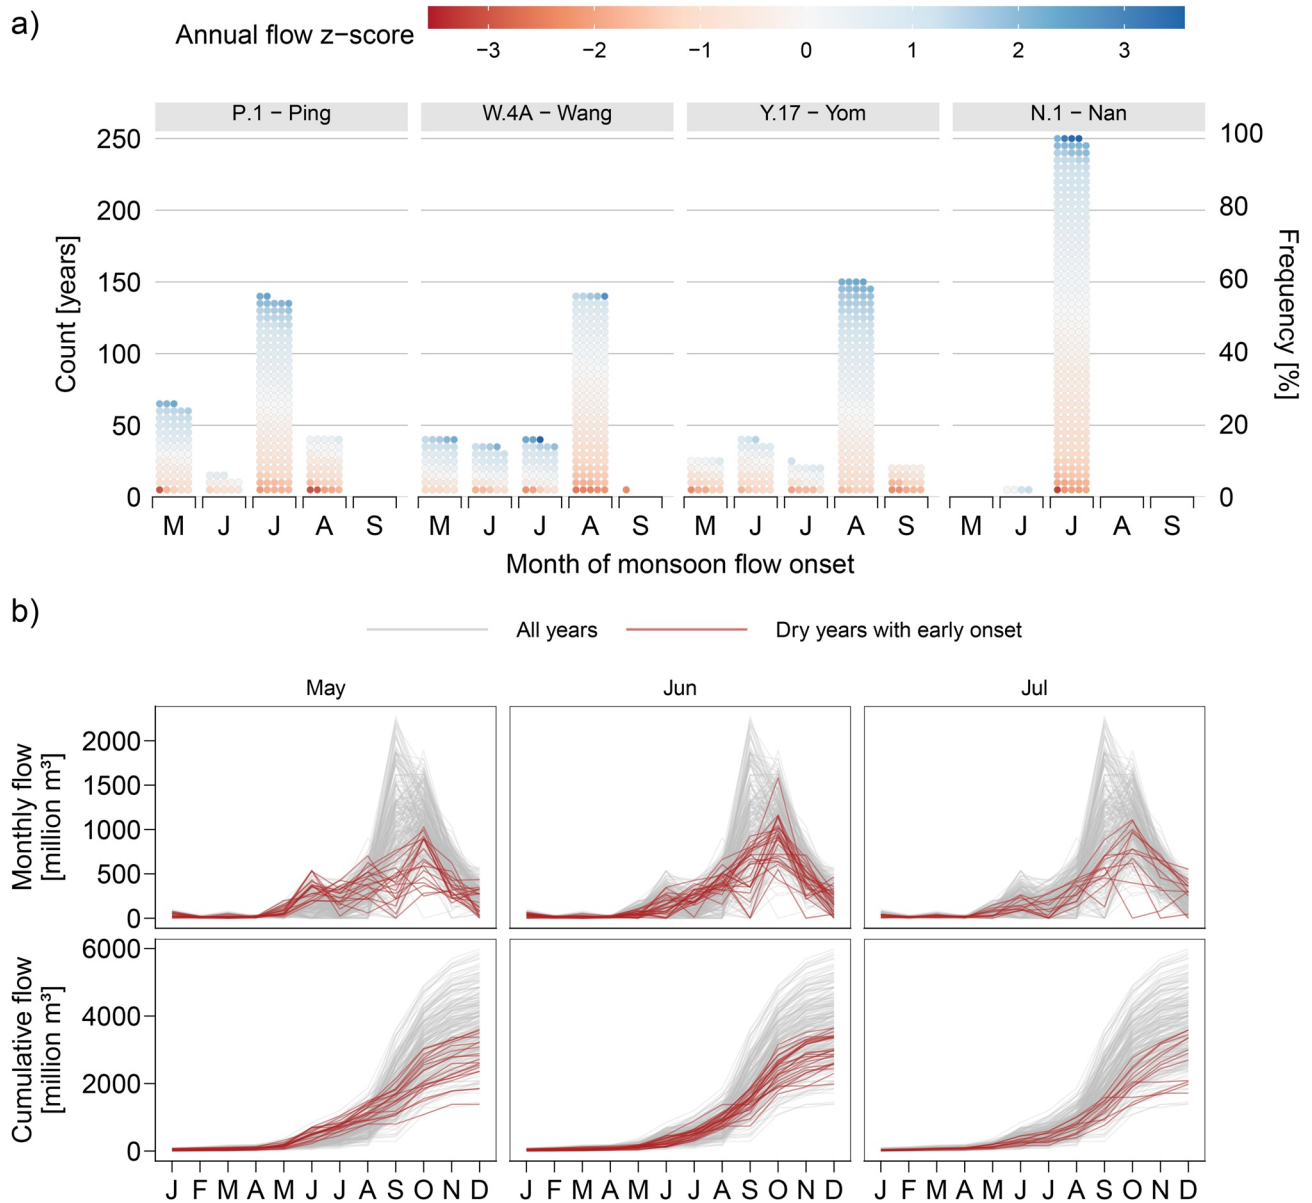 a)
Annual flow z−score
−3 −2 −1 0 1 2 3
P.1 − Ping W.4A − Wang Y.17 − Yom N.1 − Nan
250 100
200 80
150 60
100 40
50 20
0 0
Count [years]
Frequency [%]
M J J A S M J J A S M J J A S M J J A S
Month of monsoon flow onset
b)
All years Dry years with early onset
May Jun Jul
Monthly flow
[million m³]
2000
1500
1000
500
0
Cumulative flow
[million m³]
6000
4000
2000
0
J F M A M J J A S O N D J F M A M J J A S O N D J F M A M J J A S O N D